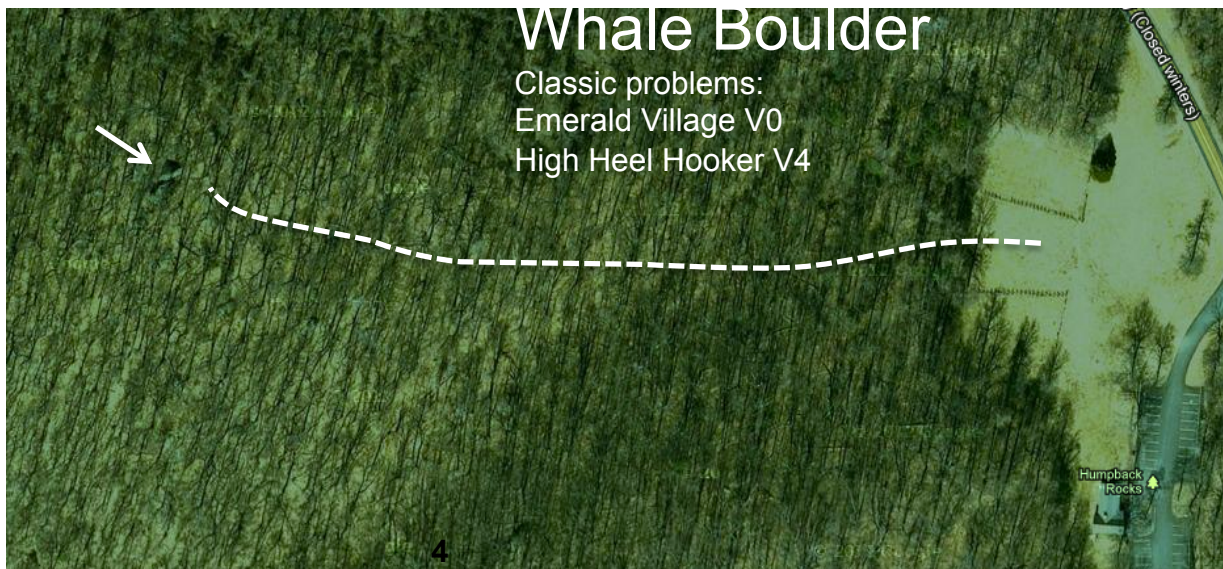 Whale Boulder
Classic problems:
Emerald Village V0
High Heel Hooker V4
(Closed winters)
Humpback
Rocks
4